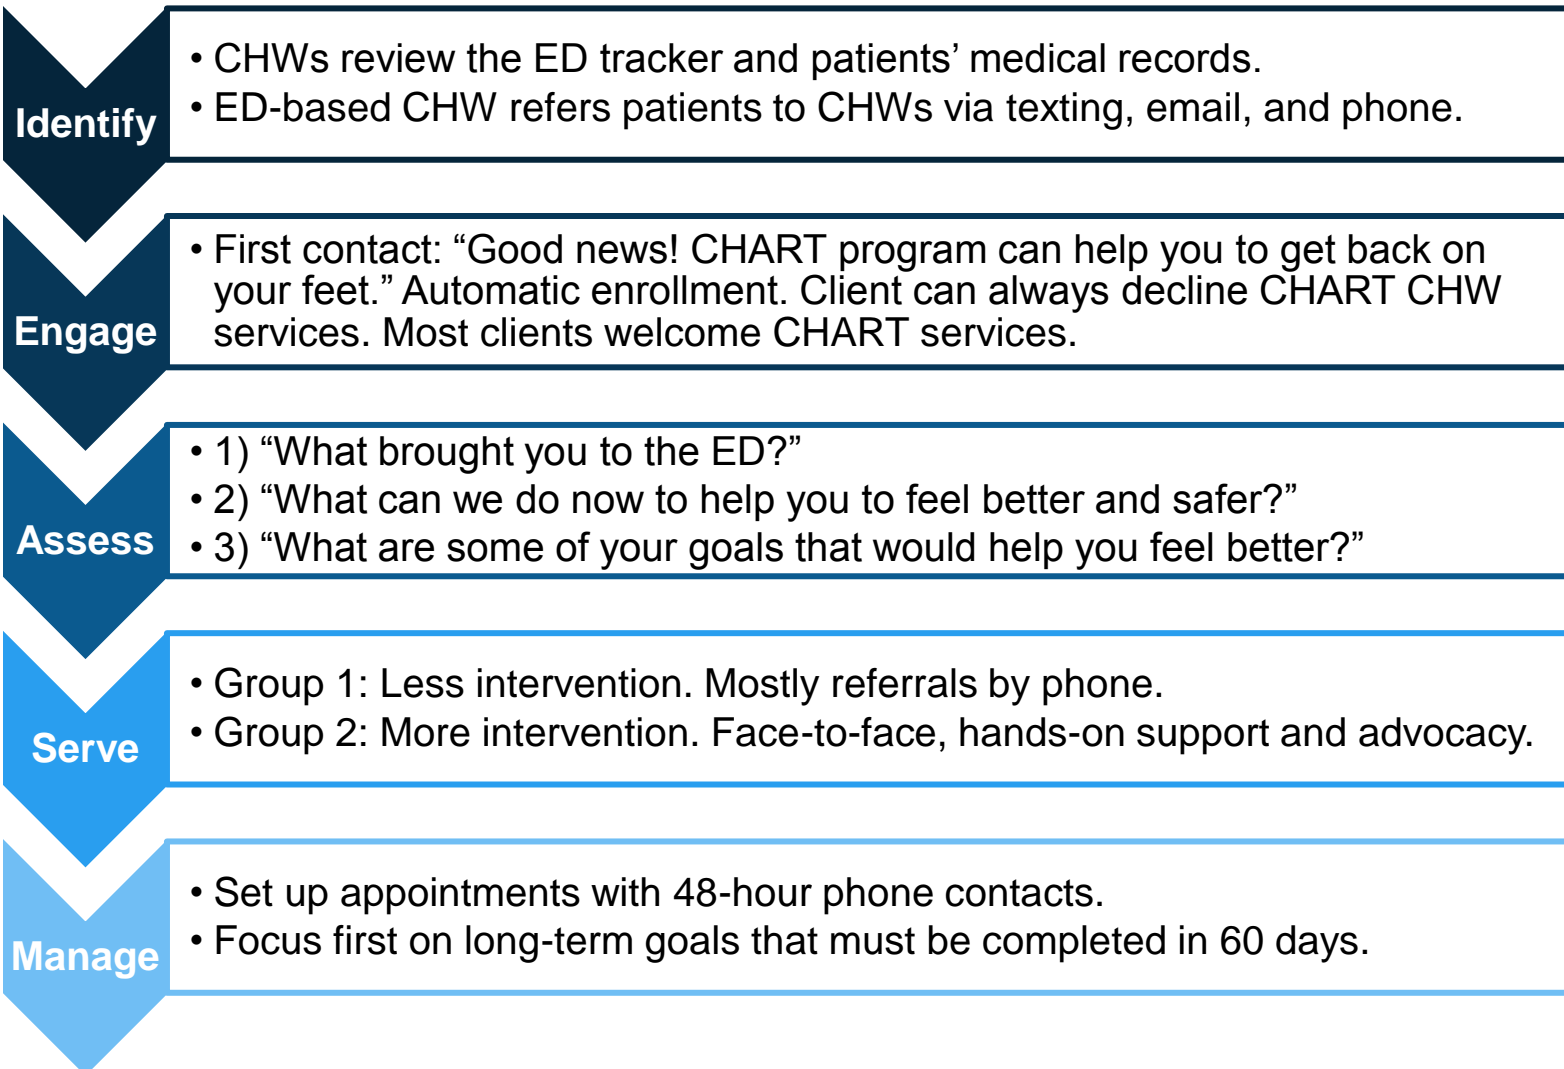 Identify
• CHWs review the ED tracker and patients’ medical records.
• ED-based CHW refers patients to CHWs via texting, email, and phone.
Engage
• First contact: “Good news! CHART program can help you to get back on
your feet.” Automatic enrollment. Client can always decline CHART CHW
services. Most clients welcome CHART services.
Assess
• 1) “What brought you to the ED?”
• 2) “What can we do now to help you to feel better and safer?”
• 3) “What are some of your goals that would help you feel better?”
Serve
• Group 1: Less intervention. Mostly referrals by phone.
• Group 2: More intervention. Face-to-face, hands-on support and advocacy.
Manage
• Set up appointments with 48-hour phone contacts.
• Focus first on long-term goals that must be completed in 60 days.